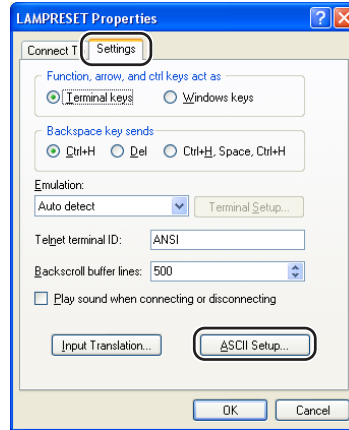 LAMPRESET Properties
Connect T Settings
Function, arrow, and ctrl keys act as
Terminal keys Windows keys
Backspace key sends
Ctrl+H Del Ctrl+H, Space, Ctrl+H
Emulation:
Auto detect Terminal Setup...
Telnet terminal ID: ANSI
Backscroll buffer lines: 500
Play sound when connecting or disconnecting
Input Translation... ASCII Setup...
OK Cancel